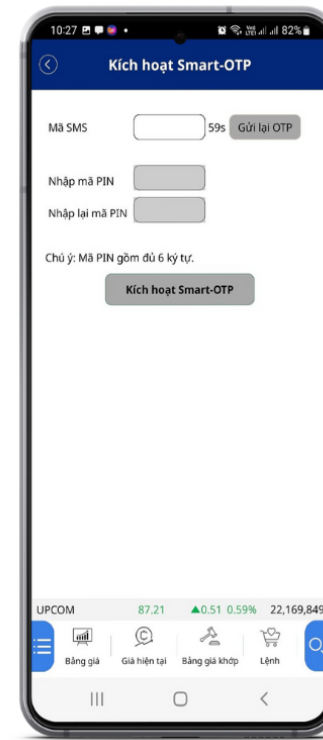 10:27 82%
Kích hoạt Smart-OTP
Mã SMS 59s Gửi lại OTP
Nhập mã PIN
Nhập lại mã PIN
Chú ý: Mã PIN gồm đủ 6 ký tự.
Kích hoạt Smart-OTP
UPCOM 87.21 ▲0.51 0.59% 22,169,849
Bảng giá Giá hiện tại Bảng giá khớp Lệnh